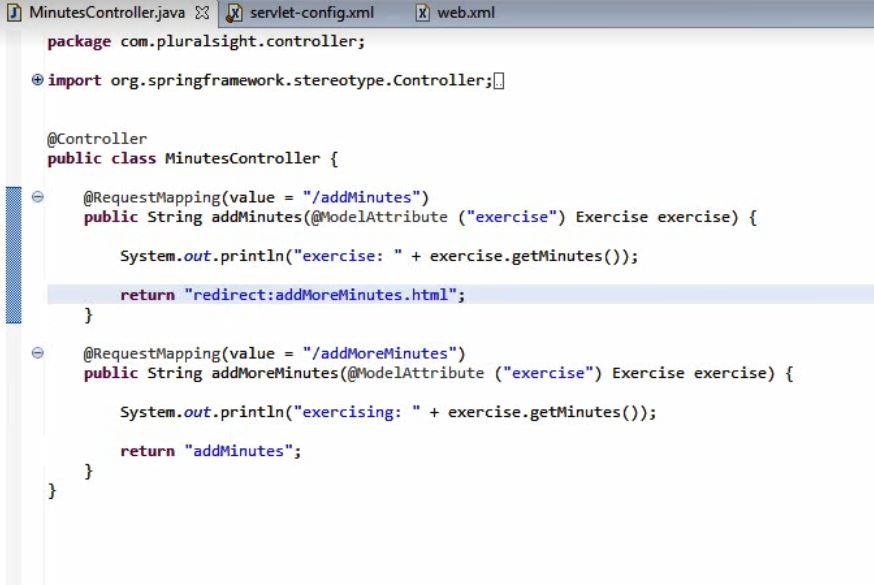 MinutesController.java servlet-config.xml web.xml
package com.pluralsight.controller;
import org.springframework.stereotype.Controller;
@Controller
public class MinutesController {
@RequestMapping(value = "/addMinutes")
public String addMinutes(@ModelAttribute ("exercise") Exercise exercise) {
System.out.println("exercise: " + exercise.getMinutes());
return "redirect:addMoreMinutes.html";
}
@RequestMapping(value = "/addMoreMinutes")
public String addMoreMinutes(@ModelAttribute ("exercise") Exercise exercise) {
System.out.println("exercising: " + exercise.getMinutes());
return "addMinutes";
}
}